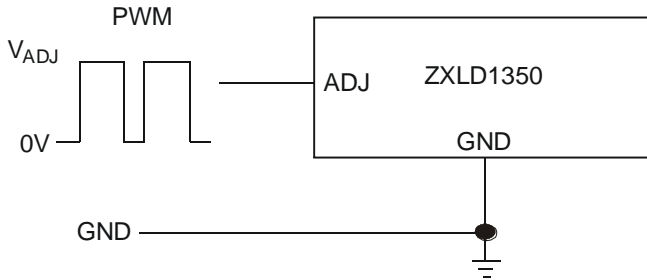 PWM
VADJ
ADJ
ZXLD1350
0V
GND
GND